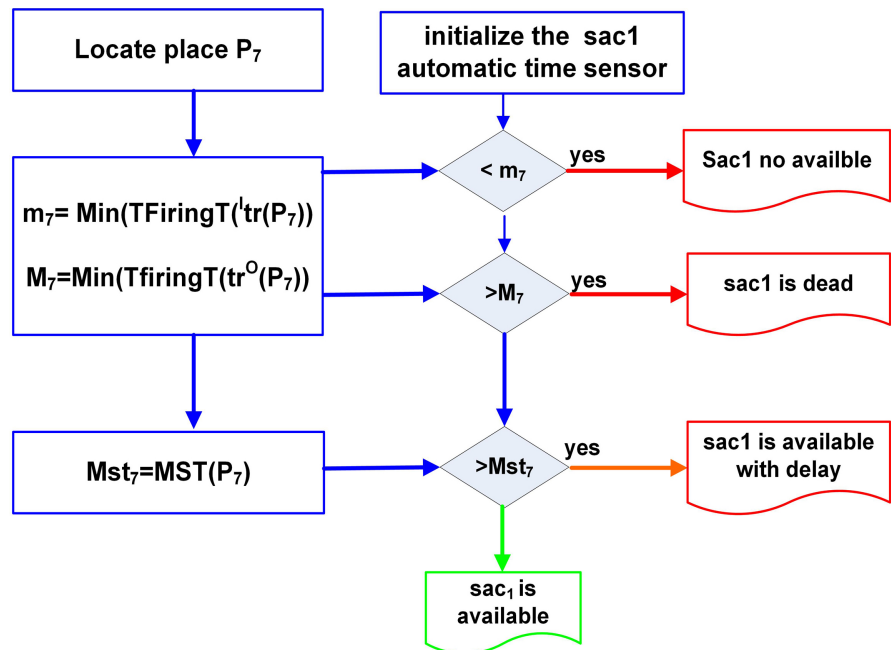 Locate place P₇
initialize the sac1
automatic time sensor
< m₇
yes
Sac1 no availble
m₇= Min(TFiringT(ᴵtr(P₇))
M₇=Min(TfiringT(trᴼ(P₇))
>M₇
yes
sac1 is dead
Mst₇=MST(P₇)
>Mst₇
yes
sac1 is available
with delay
sac₁ is
available